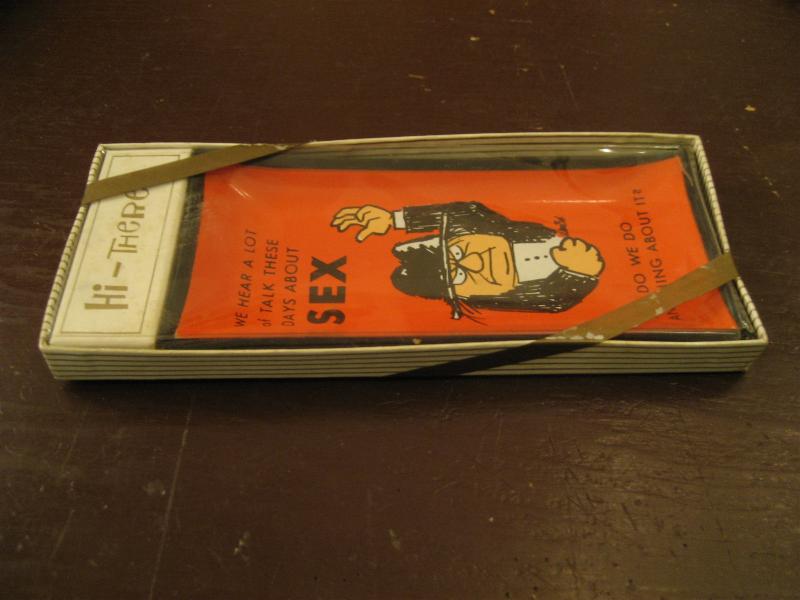 Hi-THeRe
WE HEAR A LOT
of TALK THESE
DAYS ABOUT
SEX
DO WE DO
ABOUT IT?